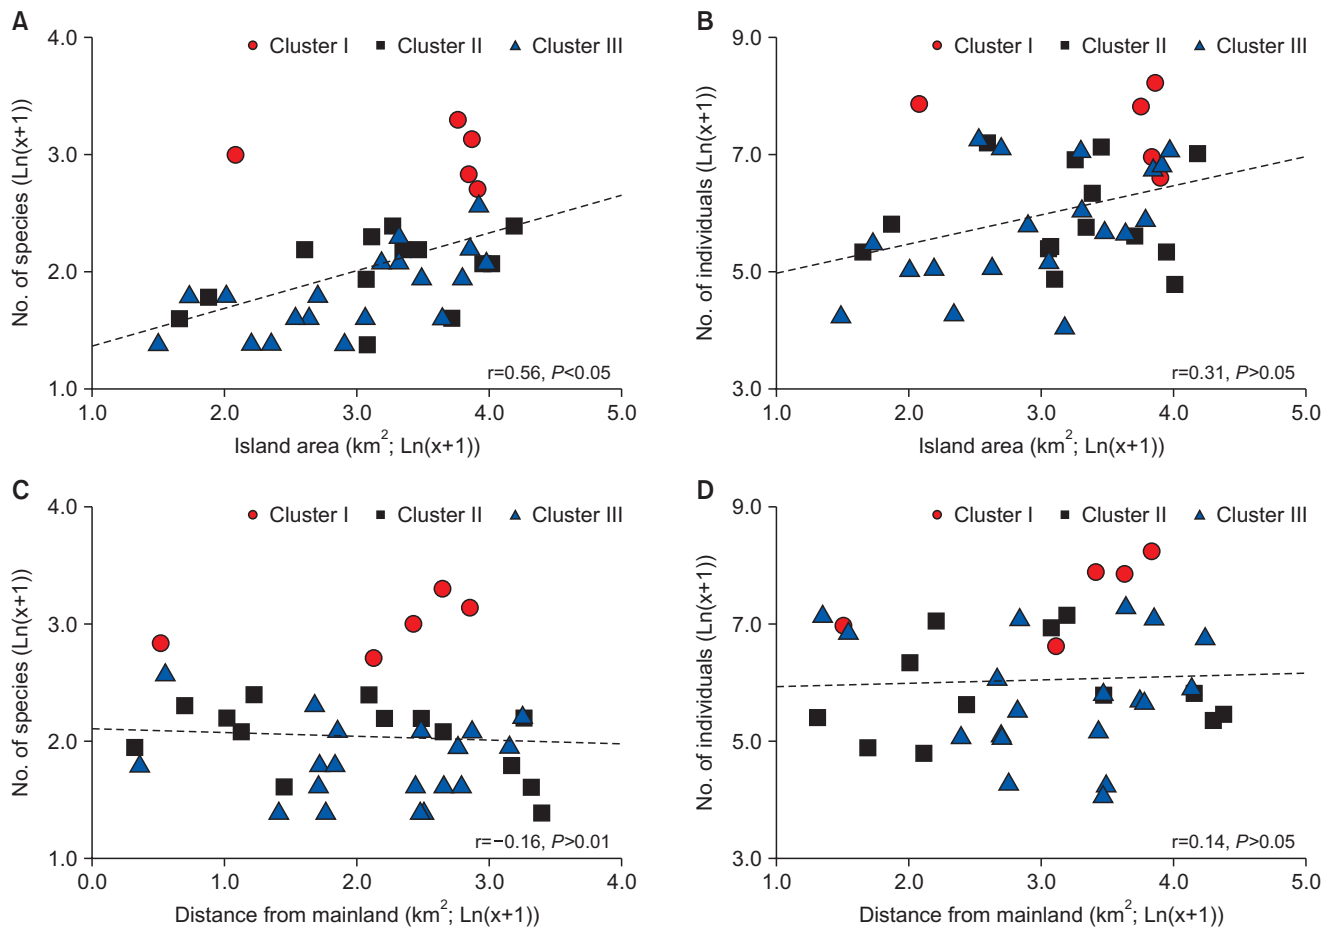 A
B
Cluster I Cluster II Cluster III
Cluster I Cluster II Cluster III
4.0
3.0
2.0
1.0
No. of species (Ln(x+1))
r=0.56, P<0.05
1.0 2.0 3.0 4.0 5.0
Island area (km²; Ln(x+1))
9.0
7.0
5.0
3.0
No. of individuals (Ln(x+1))
r=0.31, P>0.05
1.0 2.0 3.0 4.0 5.0
Island area (km²; Ln(x+1))
C
D
Cluster I Cluster II Cluster III
Cluster I Cluster II Cluster III
4.0
3.0
2.0
1.0
No. of species (Ln(x+1))
r=−0.16, P>0.01
0.0 1.0 2.0 3.0 4.0
Distance from mainland (km²; Ln(x+1))
9.0
7.0
5.0
3.0
No. of individuals (Ln(x+1))
r=0.14, P>0.05
1.0 2.0 3.0 4.0 5.0
Distance from mainland (km²; Ln(x+1))